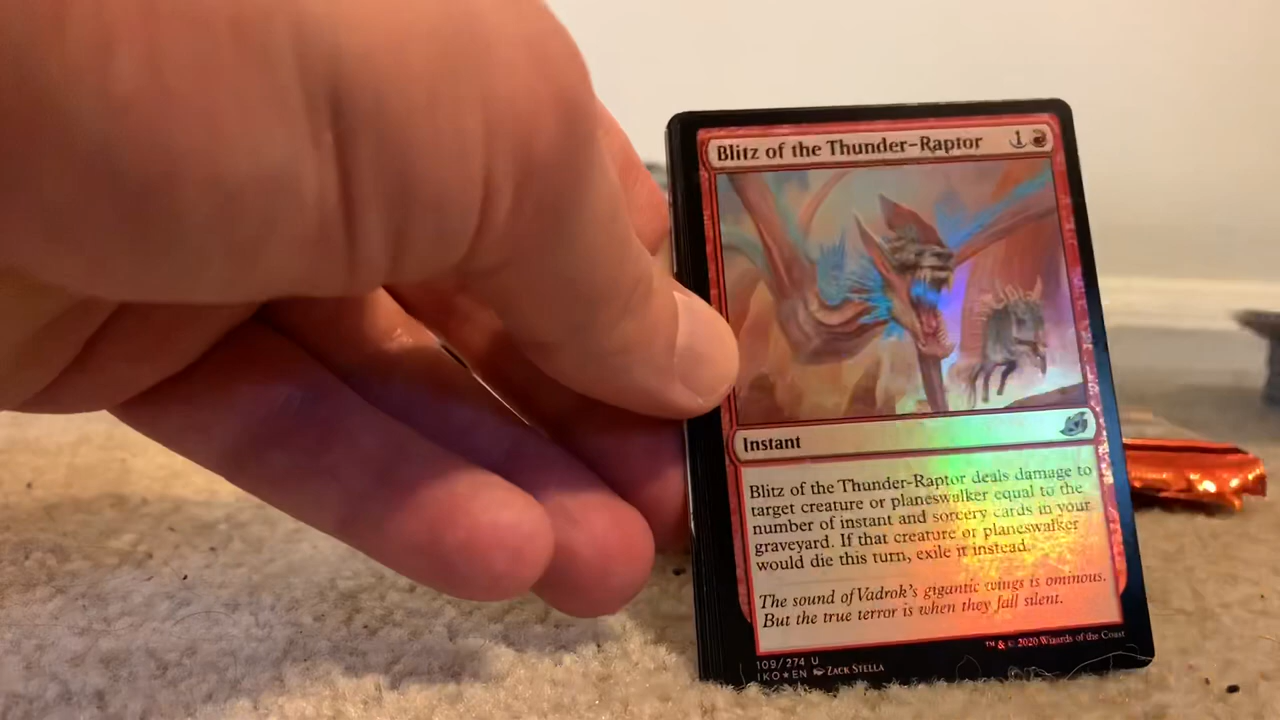 Blitz of the Thunder-Raptor 1
Instant
Blitz of the Thunder-Raptor deals damage to
target creature or planeswalker equal to the
number of instant and sorcery cards in your
graveyard. If that creature or planeswalker
would die this turn, exile it instead.
The sound of Vadrok's gigantic wings is ominous.
But the true terror is when they fall silent.
™ & © 2020 Wizards of the Coast
109/274 U
IKO★EN ZACK STELLA